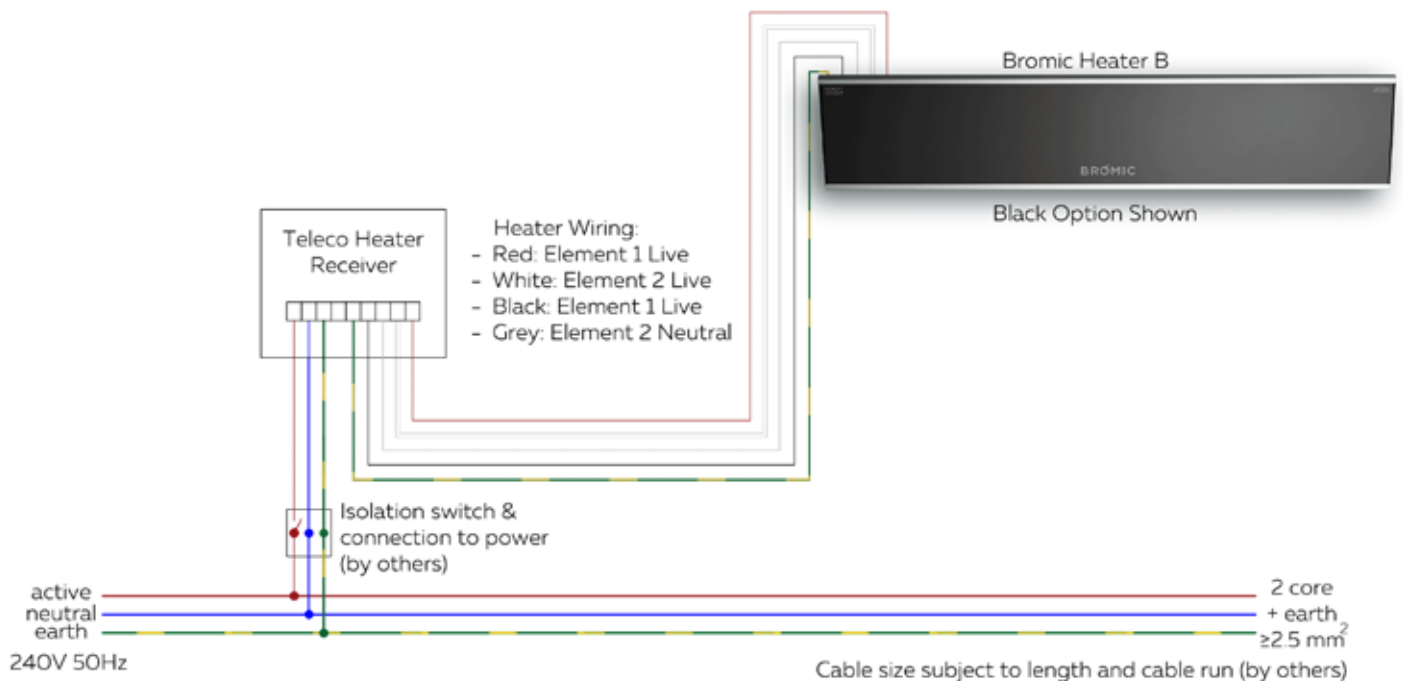 Bromic Heater B
BROMIC
Black Option Shown
Teleco Heater
Receiver
Heater Wiring:
- Red: Element 1 Live
- White: Element 2 Live
- Black: Element 1 Live
- Grey: Element 2 Neutral
Isolation switch &
connection to power
(by others)
active
neutral
earth
240V 50Hz
2 core
+ earth
≥2.5 mm²
Cable size subject to length and cable run (by others)